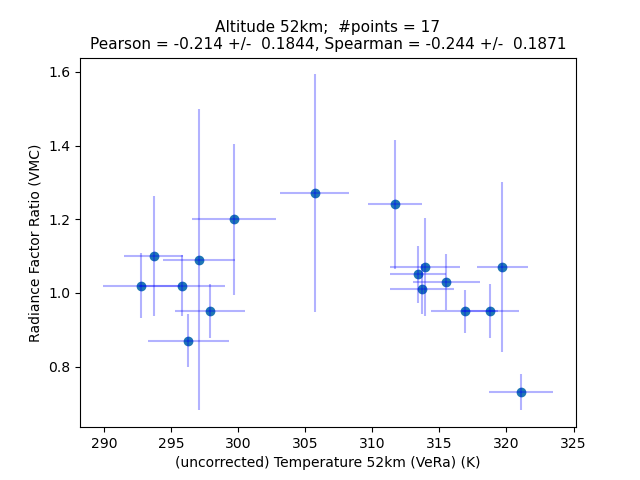 Altitude 52km;  #points = 17
Pearson = -0.214 +/-  0.1844, Spearman = -0.244 +/-  0.1871
Radiance Factor Ratio (VMC)
1.6
1.4
1.2
1.0
0.8
290 295 300 305 310 315 320 325
(uncorrected) Temperature 52km (VeRa) (K)